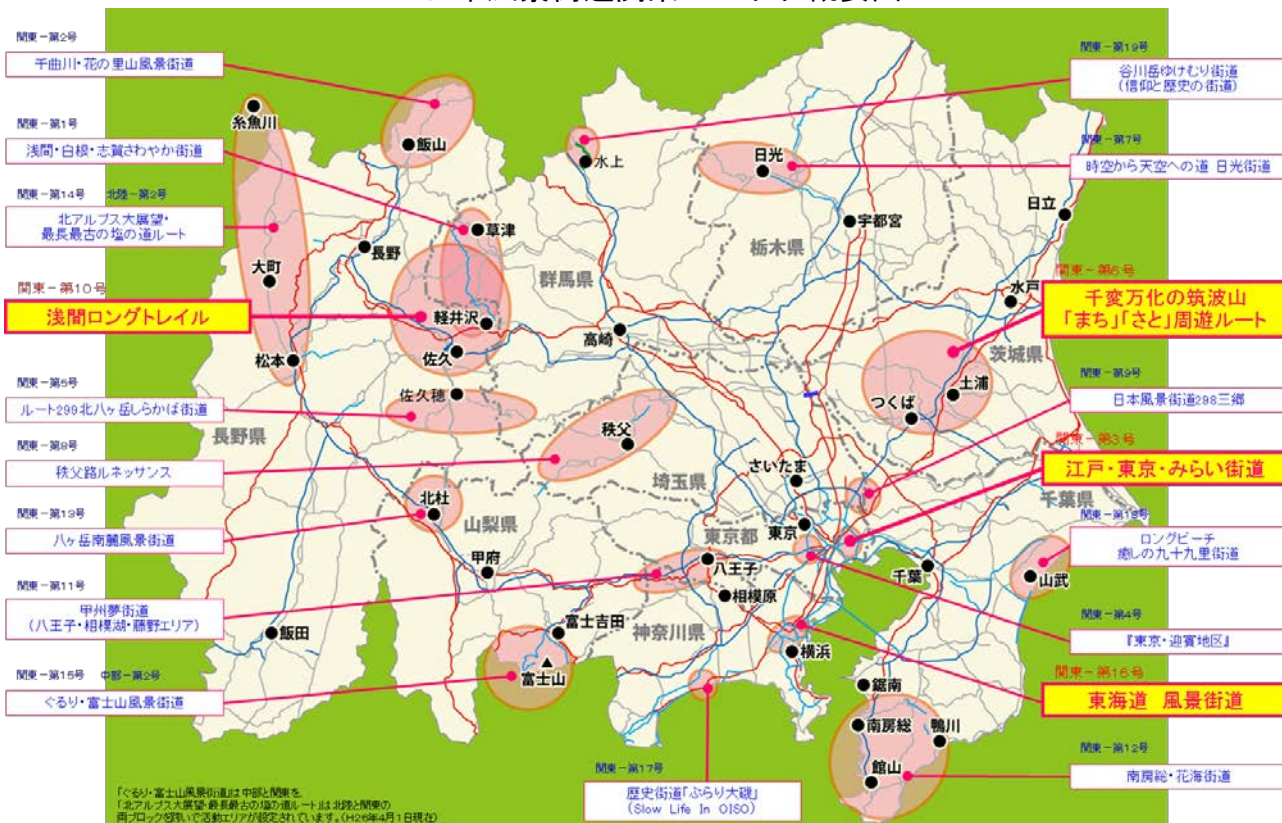 関東－第2号
千曲川・花の里山風景街道
関東－第1号
浅間・白根・志賀さわやか街道
関東－第14号 北陸－第2号
北アルプス大展望・
最長最古の塩の道ルート
関東－第10号
浅間ロングトレイル
関東－第5号
ルート299北八ヶ岳しらかば街道
関東－第8号
秩父路ルネッサンス
関東－第13号
八ヶ岳南麓風景街道
関東－第11号
甲州夢街道
(八王子・相模湖・藤野エリア)
関東－第15号 中部－第2号
ぐるり・富士山風景街道
糸魚川
飯山
水上
日光
宇都宮
日立
栃木県
草津
長野
群馬県
大町
水戸
軽井沢
高崎
茨城県
松本
佐久
佐久穂
土浦
つくば
長野県
秩父
さいたま
埼玉県
北杜
山梨県
東京都
東京
千葉県
甲府
八王子
千葉
山武
相模原
飯田
富士吉田
神奈川県
横浜
富士山
鋸南
南房総
鴨川
館山
関東－第19号
谷川岳ゆけむり街道
(信仰と歴史の街道)
関東－第7号
時空から天空への道 日光街道
関東－第6号
千変万化の筑波山
「まち」「さと」周遊ルート
関東－第9号
日本風景街道298三郷
関東－第3号
江戸・東京・みらい街道
関東－第18号
ロングビーチ
癒しの九十九里街道
関東－第4号
『東京・迎賓地区』
関東－第16号
東海道 風景街道
関東－第12号
南房総・花海街道
関東－第17号
歴史街道「ぶらり大磯」
(Slow Life In OISO)
「ぐるり・富士山風景街道」は中部と関東を、
「北アルプス大展望・最長最古の塩の道ルート」は北陸と関東の
両ブロックを跨いで活動エリアが設定されています。(H26年4月1日現在)